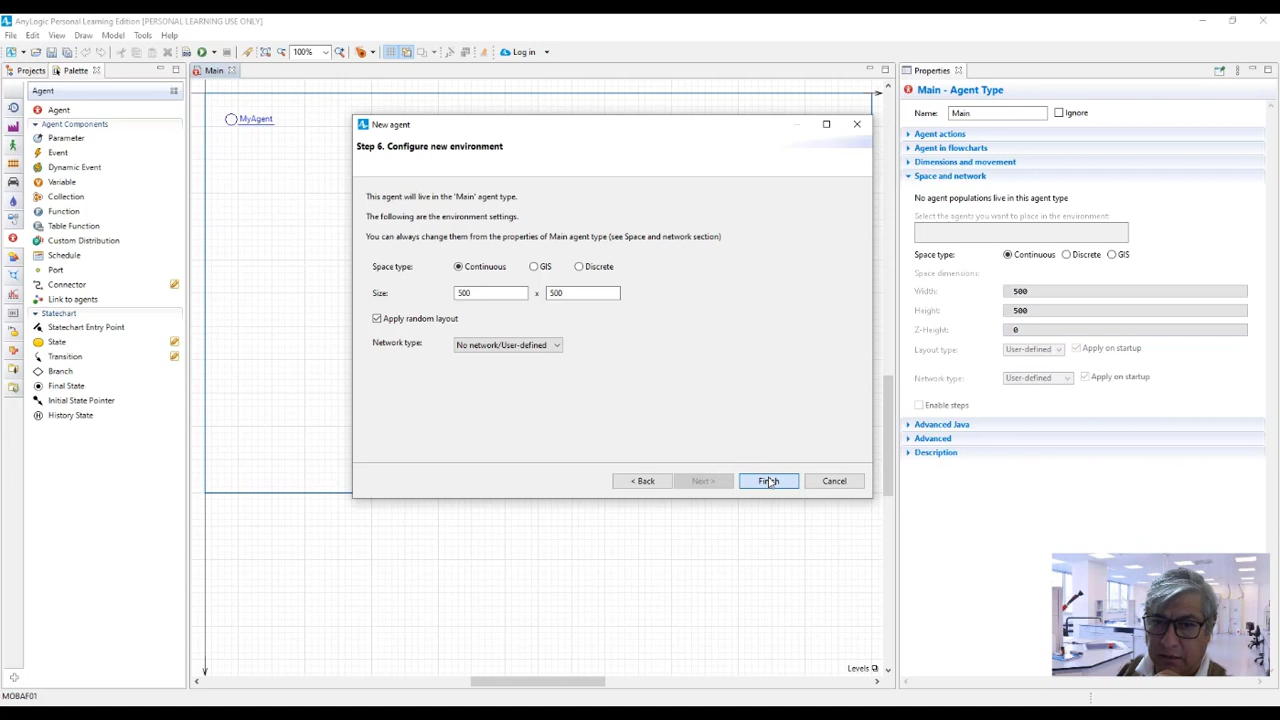 AnyLogic Personal Learning Edition [PERSONAL LEARNING USE ONLY]
File Edit View Draw Model Tools Help
100%
Log in
Projects
Palette
Main
Properties
Agent
Agent
Agent Components
Parameter
Event
Dynamic Event
Variable
Collection
Function
Table Function
Custom Distribution
Schedule
Port
Connector
Link to agents
Statechart
Statechart Entry Point
State
Transition
Branch
Final State
Initial State Pointer
History State
MyAgent
New agent
Step 6. Configure new environment
This agent will live in the 'Main' agent type.
The following are the environment settings.
You can always change them from the properties of Main agent type (see Space and network section)
Space type: Continuous GIS Discrete
Size: 500 x 500
Apply random layout
Network type: No network/User-defined
< Back Next > Finish Cancel
Levels
Main - Agent Type
Name: Main Ignore
Agent actions
Agent in flowcharts
Dimensions and movement
Space and network
No agent populations live in this agent type
Select the agents you want to place in the environment:
Space type: Continuous Discrete GIS
Space dimensions:
Width: 500
Height: 500
Z-Height: 0
Layout type: User-defined Apply on startup
Network type: User-defined Apply on startup
Enable steps
Advanced Java
Advanced
Description
MOBAF01